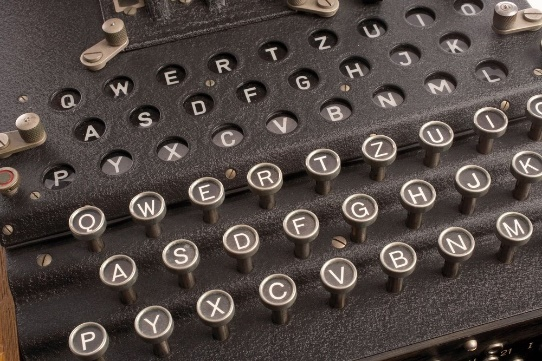 Q W E R T Z U I O
A S D F G H J K
P Y X C V B N M L
Q W E R T Z U I
A S D F G H J K
P Y X C V B N M